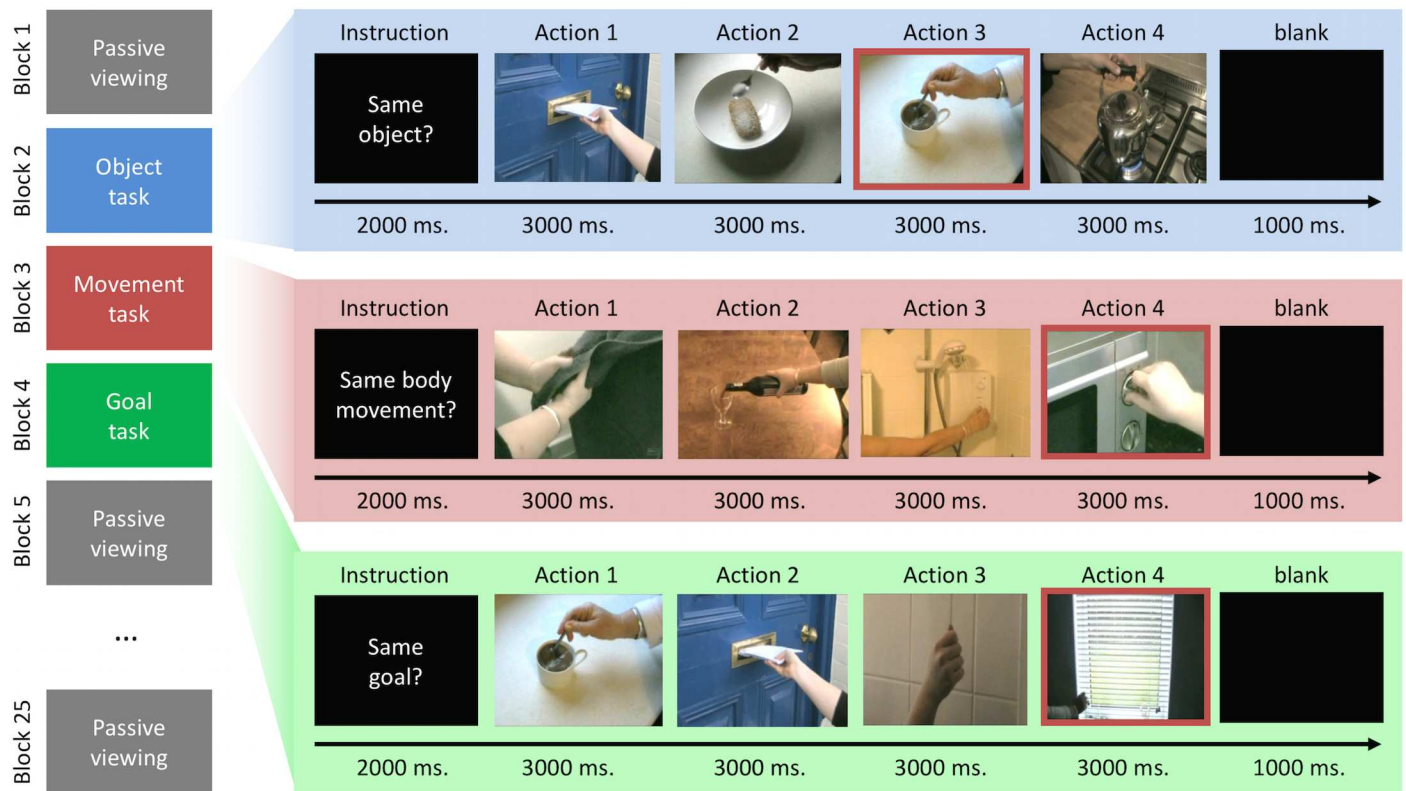 Block 1
Passive
viewing
Block 2
Object
task
Block 3
Movement
task
Block 4
Goal
task
Block 5
Passive
viewing
...
Block 25
Passive
viewing
Instruction Action 1 Action 2 Action 3 Action 4 blank
Same
object?
2000 ms. 3000 ms. 3000 ms. 3000 ms. 3000 ms. 1000 ms.
Instruction Action 1 Action 2 Action 3 Action 4 blank
Same body
movement?
2000 ms. 3000 ms. 3000 ms. 3000 ms. 3000 ms. 1000 ms.
Instruction Action 1 Action 2 Action 3 Action 4 blank
Same
goal?
2000 ms. 3000 ms. 3000 ms. 3000 ms. 3000 ms. 1000 ms.